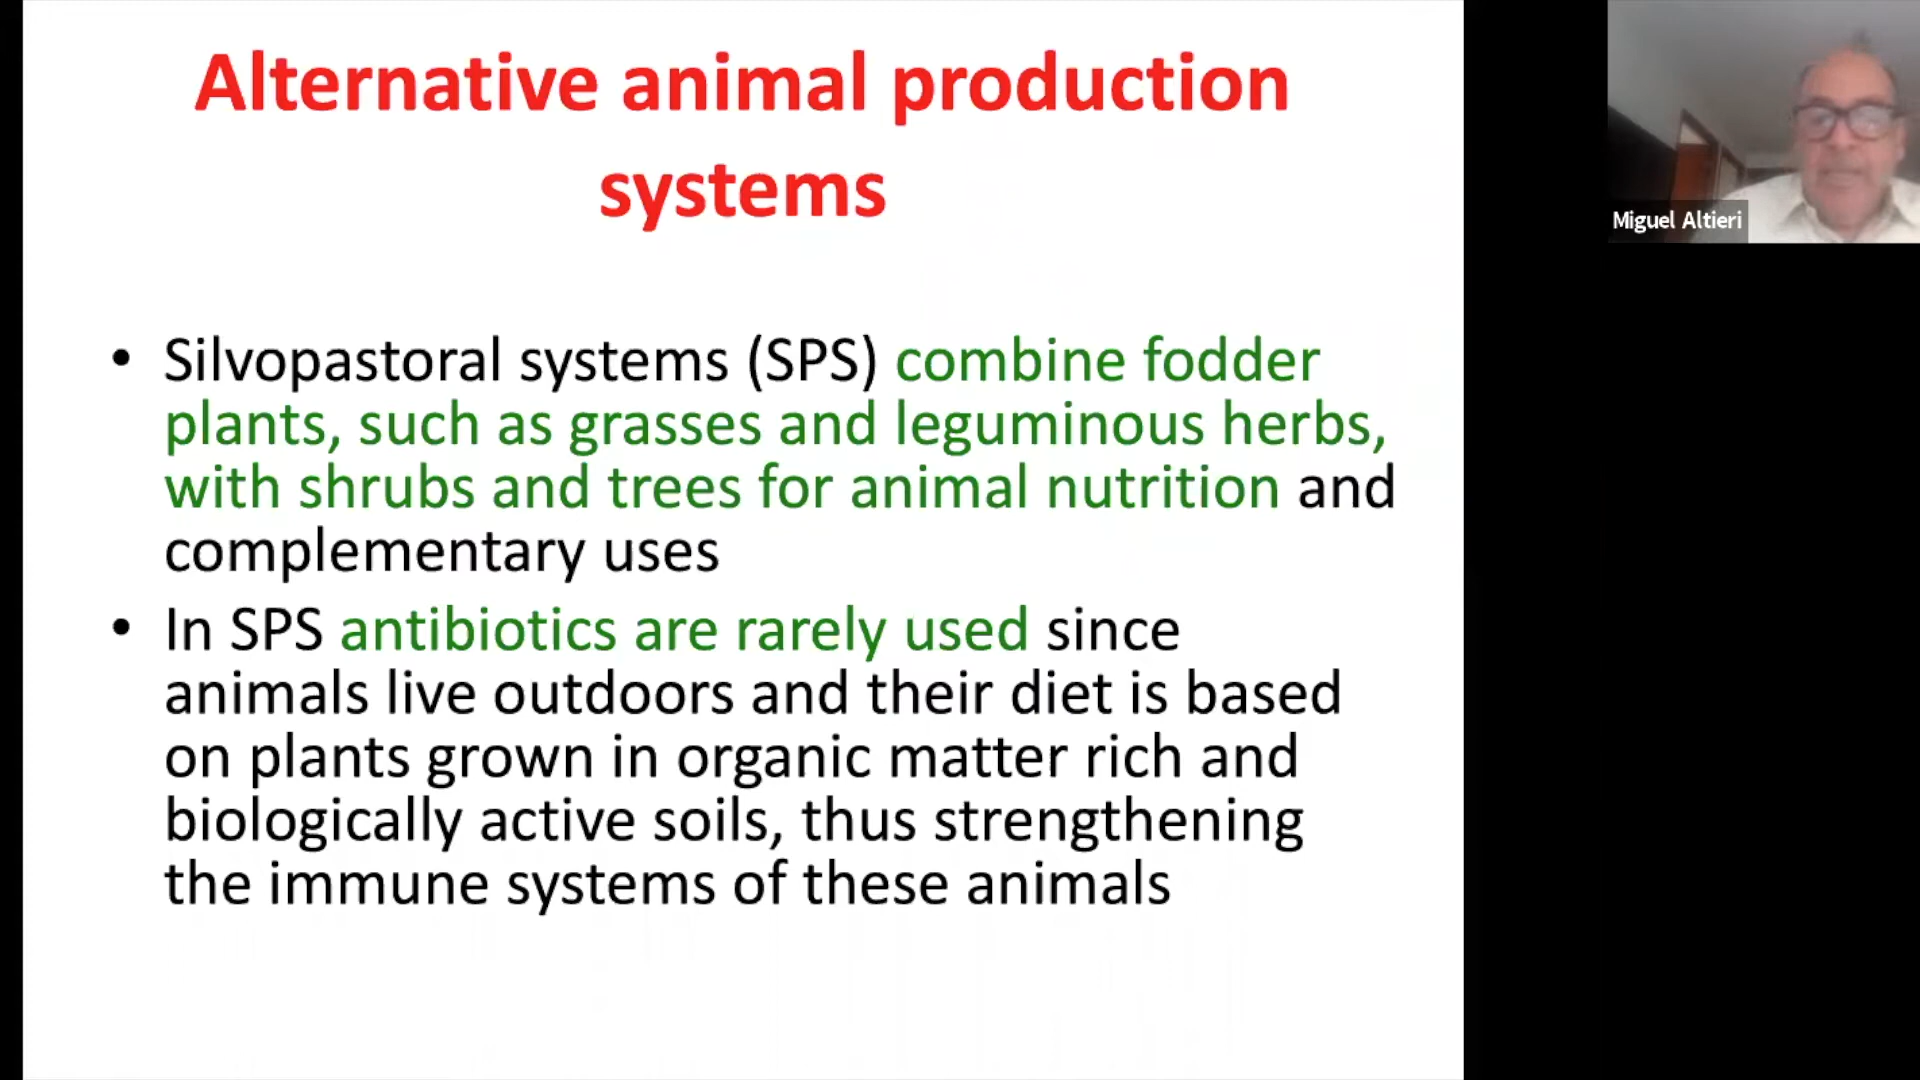 Alternative animal production
systems
• Silvopastoral systems (SPS) combine fodder
plants, such as grasses and leguminous herbs,
with shrubs and trees for animal nutrition and
complementary uses
• In SPS antibiotics are rarely used since
animals live outdoors and their diet is based
on plants grown in organic matter rich and
biologically active soils, thus strengthening
the immune systems of these animals
Miguel Altieri